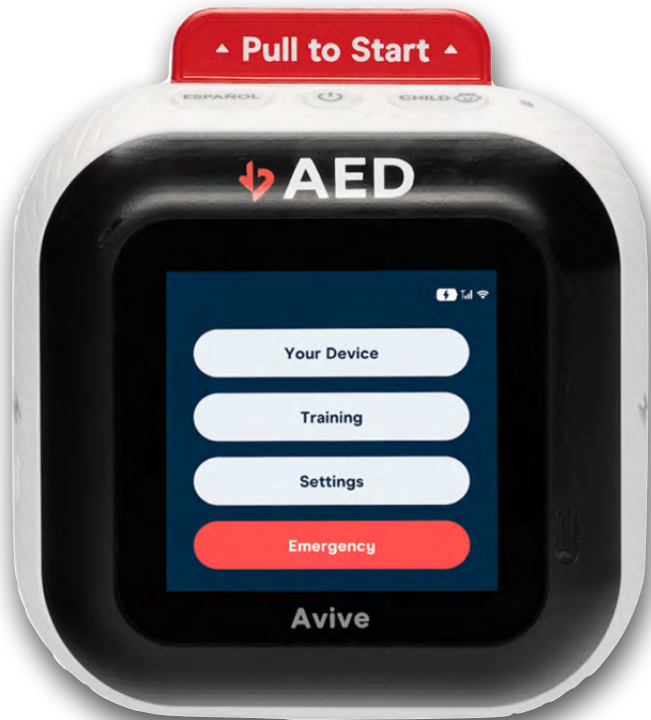 Pull to Start
ESPAÑOL
CHILD
AED
Your Device
Training
Settings
Emergency
Avive